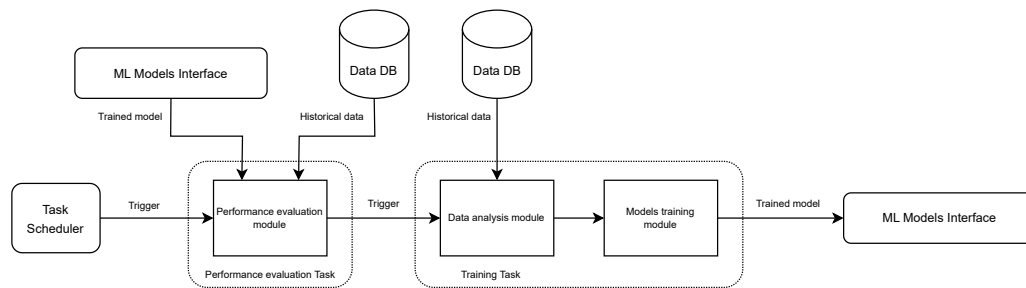 Data DB
Data DB
ML Models Interface
Trained model
Historical data
Historical data
Task
Scheduler
Trigger
Performance evaluation
module
Trigger
Data analysis module
Models training
module
Trained model
ML Models Interface
Performance evaluation Task
Training Task